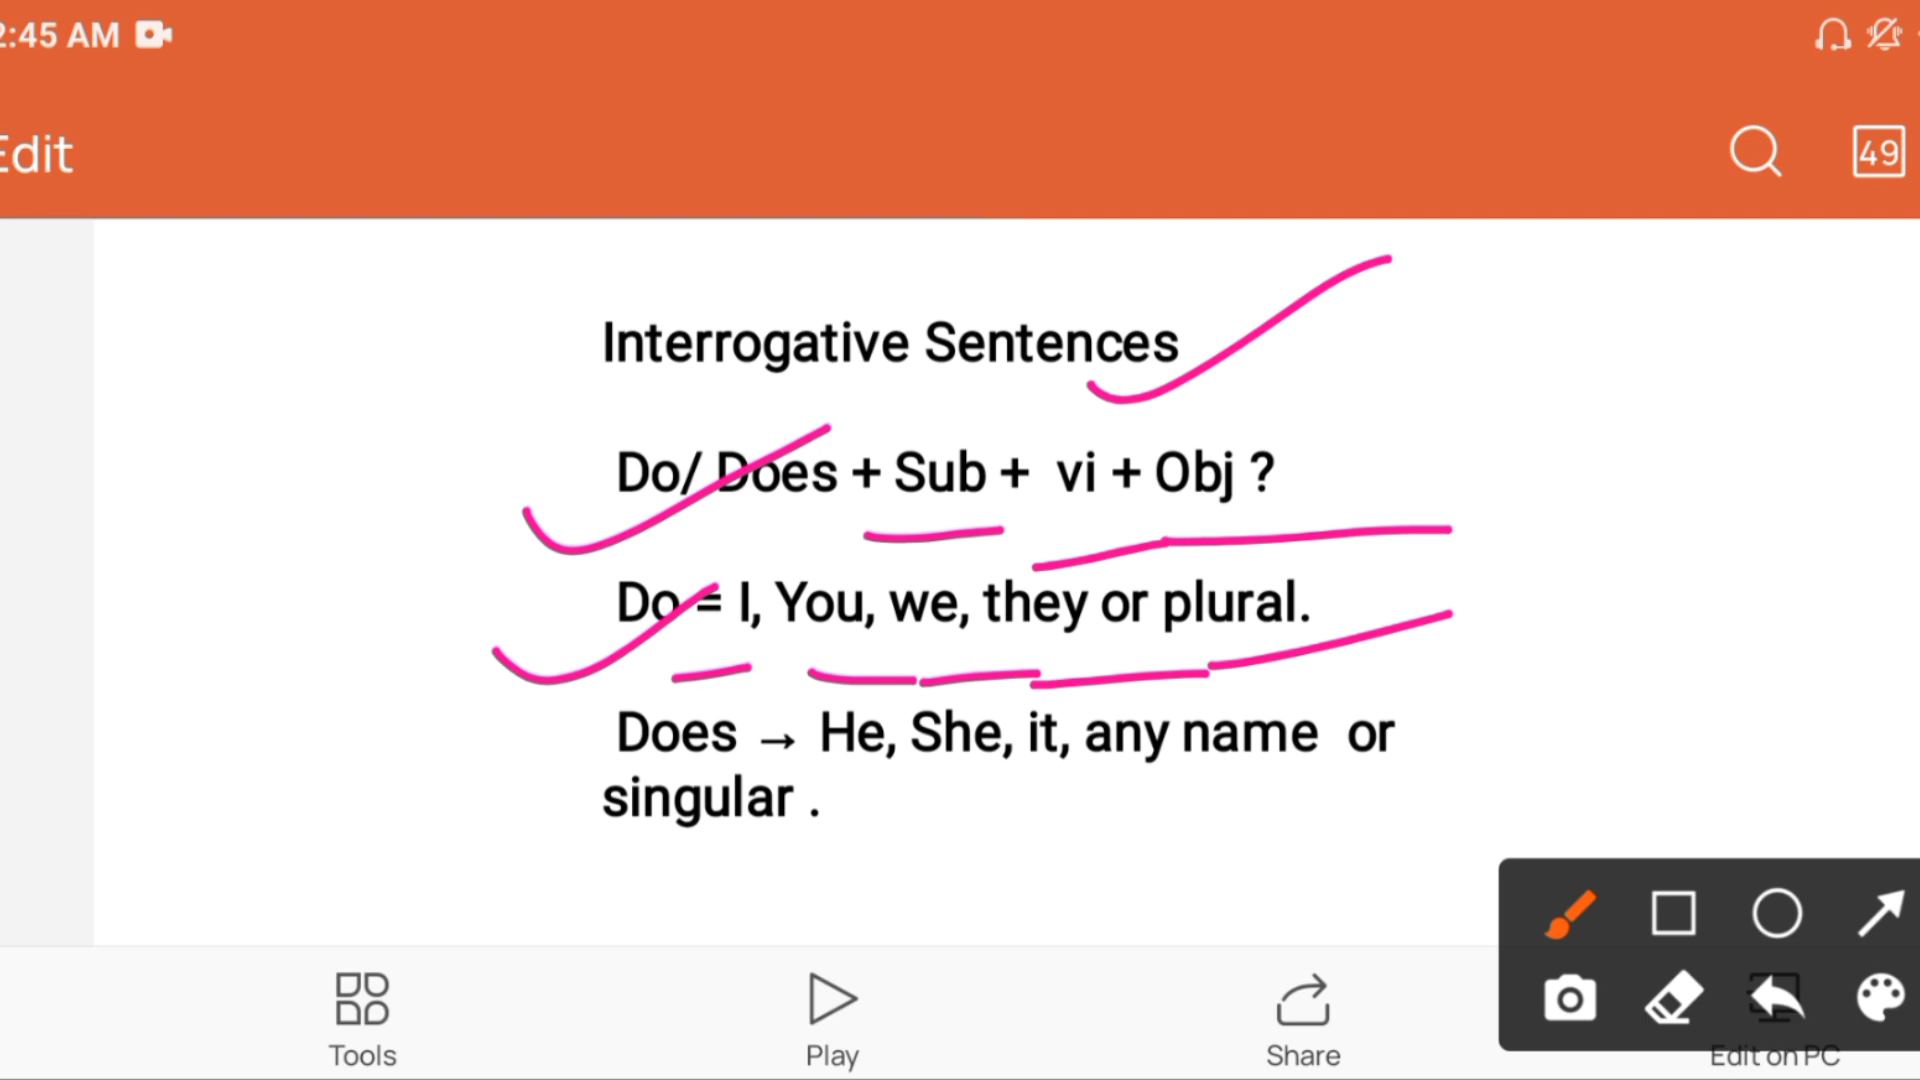 2:45 AM
Edit
49
Interrogative Sentences
Do/ Does + Sub + vi + Obj ?
Do = I, You, we, they or plural.
Does → He, She, it, any name or
singular .
Tools
Play
Share
Edit on PC